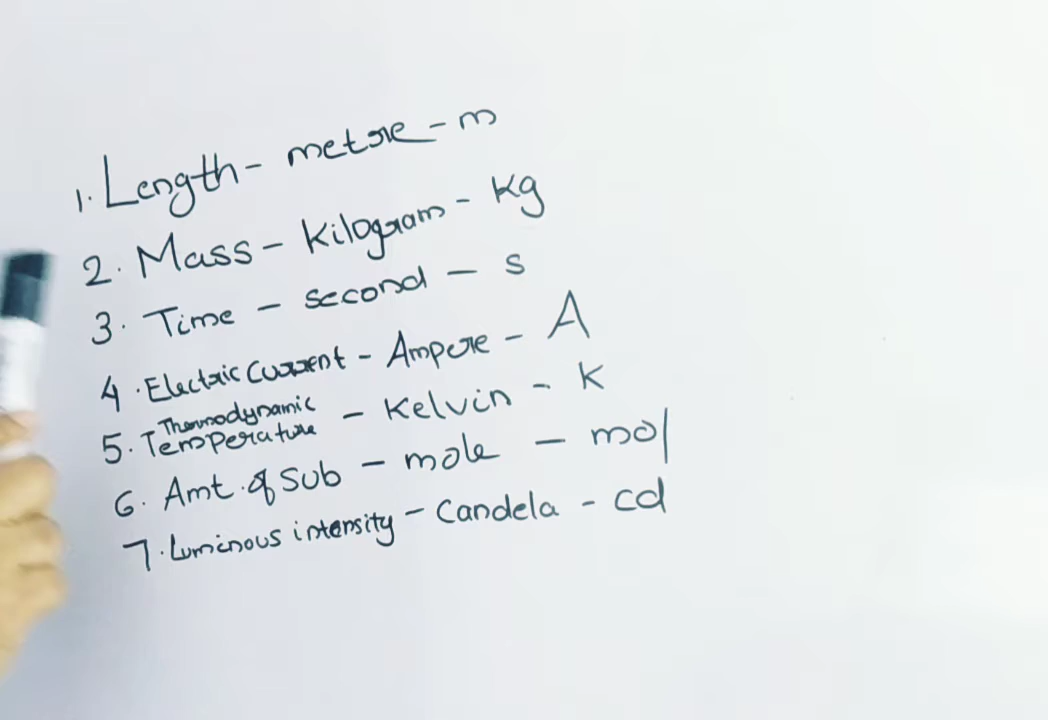 1. Length - metre - m
2. Mass - Kilogram - Kg
3. Time - second - s
4. Electric Current - Ampere - A
5. Thermodynamic Temperature - Kelvin - K
6. Amt. of Sub - mole - mol
7. Luminous intensity - Candela - cd